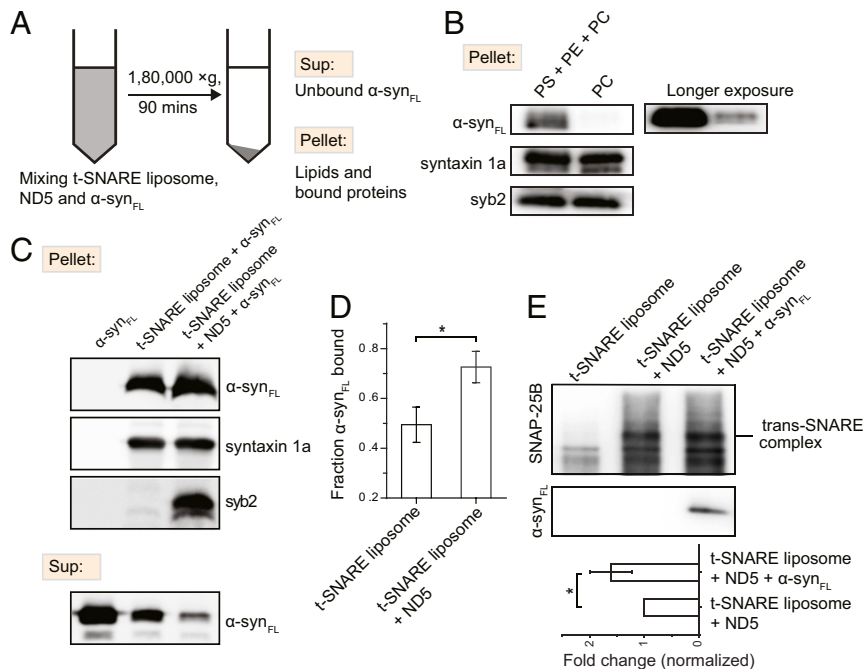 A
1,80,000 ×g,
90 mins
Mixing t-SNARE liposome,
ND5 and α-synFL
Sup:
Unbound α-synFL
Pellet:
Lipids and
bound proteins
B
Pellet:
PS + PE + PC
PC
Longer exposure
α-synFL
syntaxin 1a
syb2
C
Pellet:
α-synFL
t-SNARE liposome + α-synFL
t-SNARE liposome
+ ND5 + α-synFL
α-synFL
syntaxin 1a
syb2
Sup:
α-synFL
D
Fraction α-synFL bound
0.8
0.6
0.4
0.2
*
t-SNARE liposome
t-SNARE liposome
+ ND5
E
t-SNARE liposome
t-SNARE liposome
+ ND5
t-SNARE liposome
+ ND5 + α-synFL
SNAP-25B
trans-SNARE
complex
α-synFL
*
t-SNARE liposome
+ ND5 + α-synFL
t-SNARE liposome
+ ND5
2
1
0
Fold change (normalized)